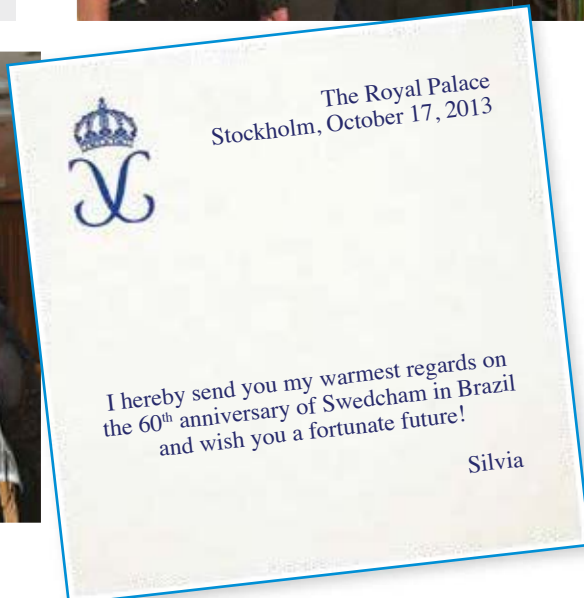 The Royal Palace
Stockholm, October 17, 2013
I hereby send you my warmest regards on
the 60th anniversary of Swedcham in Brazil
and wish you a fortunate future!
Silvia